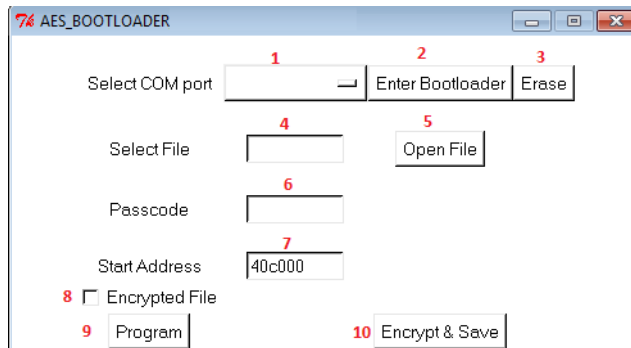 AES_BOOTLOADER
1 2 3
Select COM port Enter Bootloader Erase
4 5
Select File Open File
6
Passcode
7
Start Address 40c000
8 Encrypted File
9 Program 10 Encrypt & Save